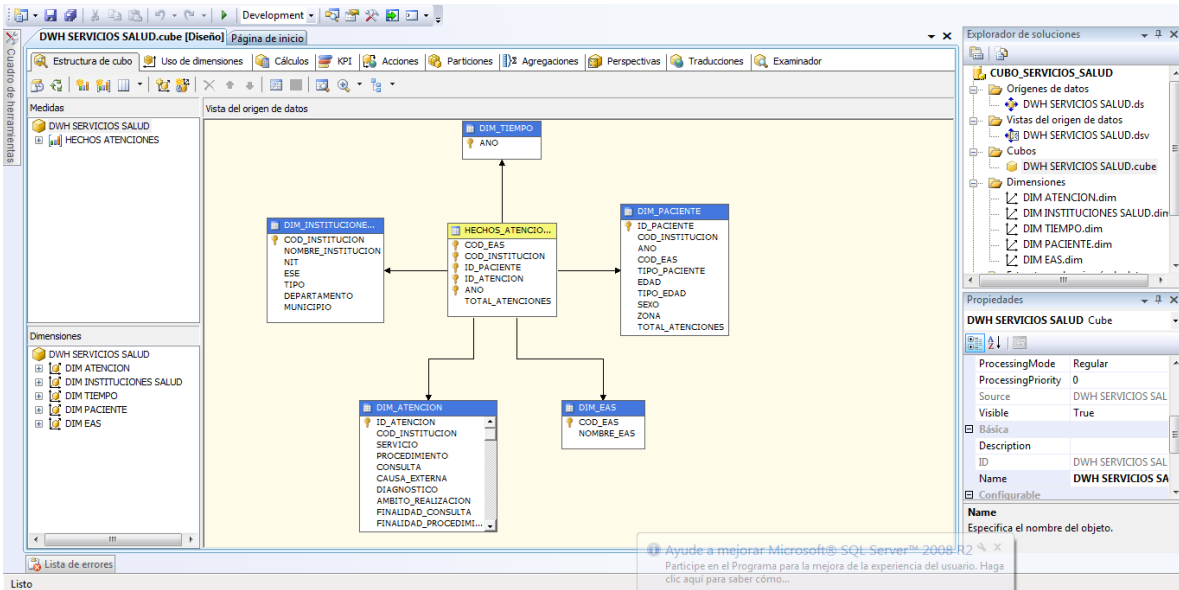 Development
DWH SERVICIOS SALUD.cube [Diseño]
Página de inicio
Cuadro de herramientas
Estructura de cubo
Uso de dimensiones
Cálculos
KPI
Acciones
Particiones
Agregaciones
Perspectivas
Traducciones
Examinador
Medidas
DWH SERVICIOS SALUD
HECHOS ATENCIONES
Dimensiones
DWH SERVICIOS SALUD
DIM ATENCION
DIM INSTITUCIONES SALUD
DIM TIEMPO
DIM PACIENTE
DIM EAS
Vista del origen de datos
DIM_TIEMPO
ANO
DIM_INSTITUCIONE...
COD_INSTITUCION
NOMBRE_INSTITUCION
NIT
ESE
TIPO
DEPARTAMENTO
MUNICIPIO
HECHOS_ATENCIO...
COD_EAS
COD_INSTITUCION
ID_PACIENTE
ID_ATENCION
ANO
TOTAL_ATENCIONES
DIM_PACIENTE
ID_PACIENTE
COD_INSTITUCION
ANO
COD_EAS
TIPO_PACIENTE
EDAD
TIPO_EDAD
SEXO
ZONA
TOTAL_ATENCIONES
DIM_ATENCION
ID_ATENCION
COD_INSTITUCION
SERVICIO
PROCEDIMIENTO
CONSULTA
CAUSA_EXTERNA
DIAGNOSTICO
AMBITO_REALIZACION
FINALIDAD_CONSULTA
FINALIDAD_PROCEDIMI...
DIM_EAS
COD_EAS
NOMBRE_EAS
Explorador de soluciones
CUBO_SERVICIOS_SALUD
Orígenes de datos
DWH SERVICIOS SALUD.ds
Vistas del origen de datos
DWH SERVICIOS SALUD.dsv
Cubos
DWH SERVICIOS SALUD.cube
Dimensiones
DIM ATENCION.dim
DIM INSTITUCIONES SALUD.dim
DIM TIEMPO.dim
DIM PACIENTE.dim
DIM EAS.dim
Propiedades
DWH SERVICIOS SALUD Cube
ProcessingMode Regular
ProcessingPriority 0
Source DWH SERVICIOS SAL
Visible True
Básica
Description
ID DWH SERVICIOS SAL
Name DWH SERVICIOS SA
Configurable
Name
Especifica el nombre del objeto.
Ayude a mejorar Microsoft® SQL Server™ 2008 R2
Participe en el Programa para la mejora de la experiencia del usuario. Haga
clic aquí para saber cómo...
Lista de errores
Listo